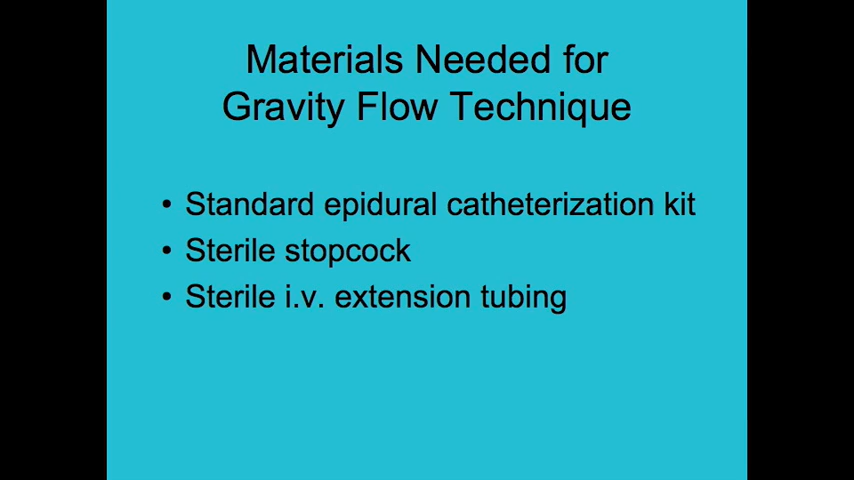 Materials Needed for
Gravity Flow Technique
• Standard epidural catheterization kit
• Sterile stopcock
• Sterile i.v. extension tubing